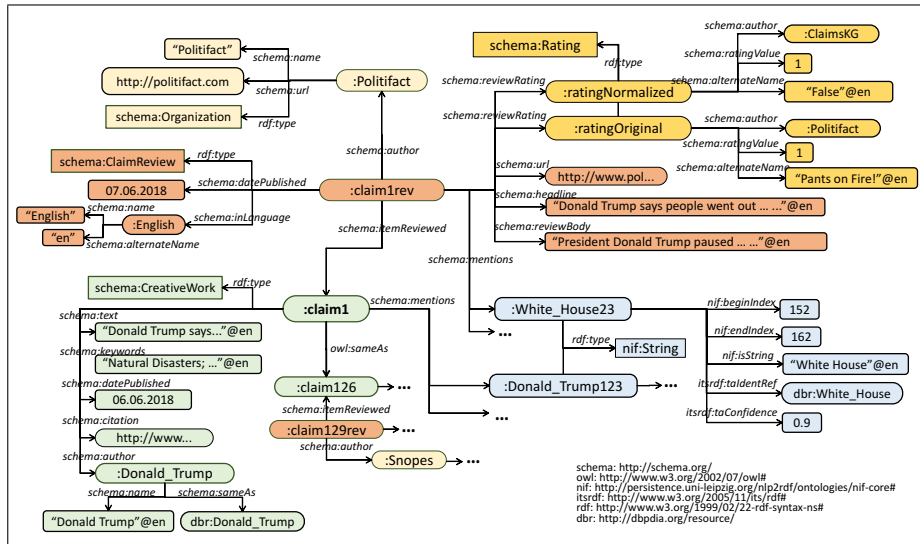 "Politifact"
schema:name
http://politifact.com
schema:url
:Politifact
schema:Organization
rdf:type
schema:author
schema:Rating
rdf:type
schema:author
:ClaimsKG
schema:ratingValue
1
schema:reviewRating
schema:alternateName
:ratingNormalized
"False"@en
schema:reviewRating
schema:author
:ratingOriginal
:Politifact
schema:ratingValue
1
schema:alternateName
"Pants on Fire!"@en
schema:ClaimReview
rdf:type
schema:datePublished
07.06.2018
:claim1rev
schema:url
http://www.pol...
schema:headline
"Donald Trump says people went out ... ..."@en
schema:reviewBody
"President Donald Trump paused ... ..."@en
schema:mentions
schema:name
"English"
:English
schema:inLanguage
"en"
schema:alternateName
schema:itemReviewed
schema:CreativeWork
rdf:type
:claim1
schema:mentions
:White_House23
...
rdf:type
nif:String
:Donald_Trump123
...
...
nif:beginIndex
152
nif:endIndex
162
nif:isString
"White House"@en
itsrdf:taIdentRef
dbr:White_House
itsrdf:taConfidence
0.9
schema:text
"Donald Trump says..."@en
schema:keywords
"Natural Disasters; ..."@en
schema:datePublished
06.06.2018
schema:citation
http://www...
schema:author
:Donald_Trump
schema:name
schema:sameAs
"Donald Trump"@en
dbr:Donald_Trump
owl:sameAs
:claim126
...
schema:itemReviewed
:claim129rev
...
schema:author
:Snopes
...
schema: http://schema.org/
owl: http://www.w3.org/2002/07/owl#
nif: http://persistence.uni-leipzig.org/nlp2rdf/ontologies/nif-core#
itsrdf: http://www.w3.org/2005/11/its/rdf#
rdf: http://www.w3.org/1999/02/22-rdf-syntax-ns#
dbr: http://dbpdia.org/resource/